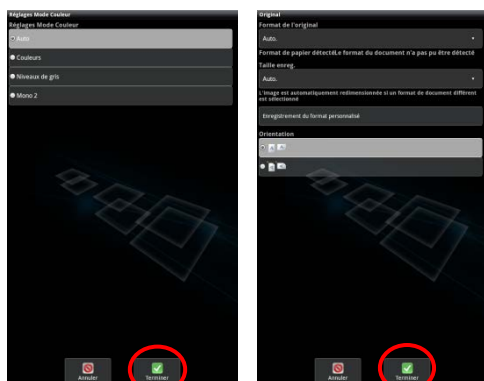 Réglages Mode Couleur
Réglages Mode Couleur
Auto
Couleurs
Niveaux de gris
Mono 2
Annuler
Terminer
Original
Format de l'original
Auto.
Format de papier détectéLe format du document n'a pas pu être détecté
Taille enreg.
Auto.
L'image est automatiquement redimensionnée si un format de document différent
est sélectionné
Enregistrement du format personnalisé
Orientation
Annuler
Terminer